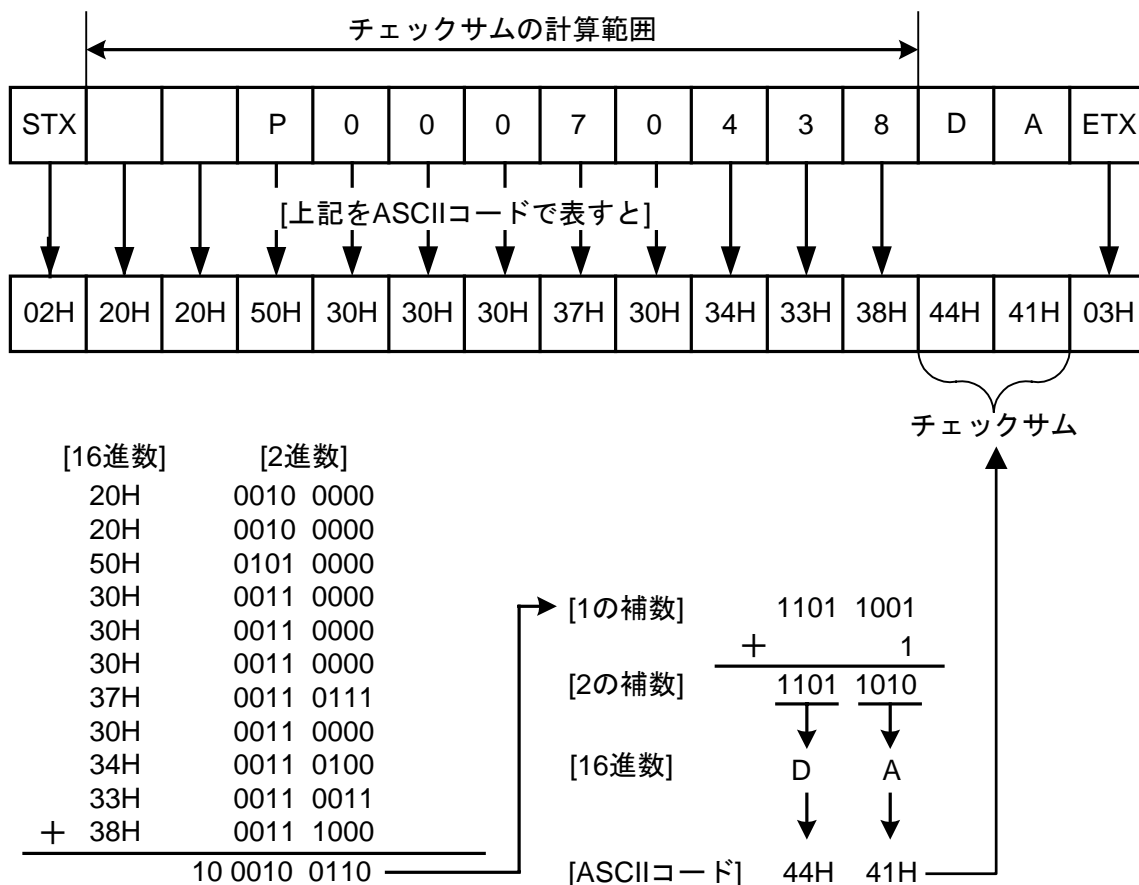 チェックサムの計算範囲
STX P 0 0 0 7 0 4 3 8 D A ETX
[上記をASCIIコードで表すと]
02H 20H 20H 50H 30H 30H 30H 37H 30H 34H 33H 38H 44H 41H 03H
チェックサム
[16進数] [2進数]
20H 0010 0000
20H 0010 0000
50H 0101 0000
30H 0011 0000
30H 0011 0000
30H 0011 0000
37H 0011 0111
30H 0011 0000
34H 0011 0100
33H 0011 0011
+ 38H 0011 1000
10 0010 0110
[1の補数] 1101 1001
+ 1
[2の補数] 1101 1010
[16進数] D A
[ASCIIコード] 44H 41H